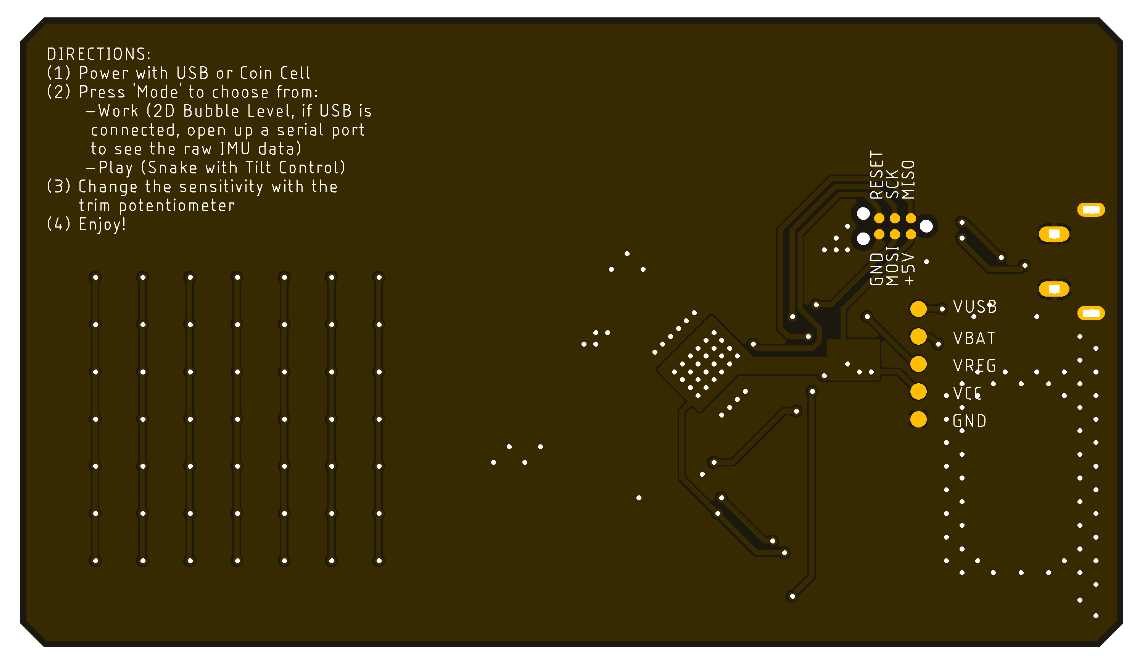 DIRECTIONS:
(1) Power with USB or Coin Cell
(2) Press 'Mode' to choose from:
-Work (2D Bubble Level, if USB is
connected, open up a serial port
to see the raw IMU data)
-Play (Snake with Tilt Control)
(3) Change the sensitivity with the
trim potentiometer
(4) Enjoy!
RESET
SCK
MISO
GND
MOSI
+5V
VUSB
VBAT
VREG
VCC
GND